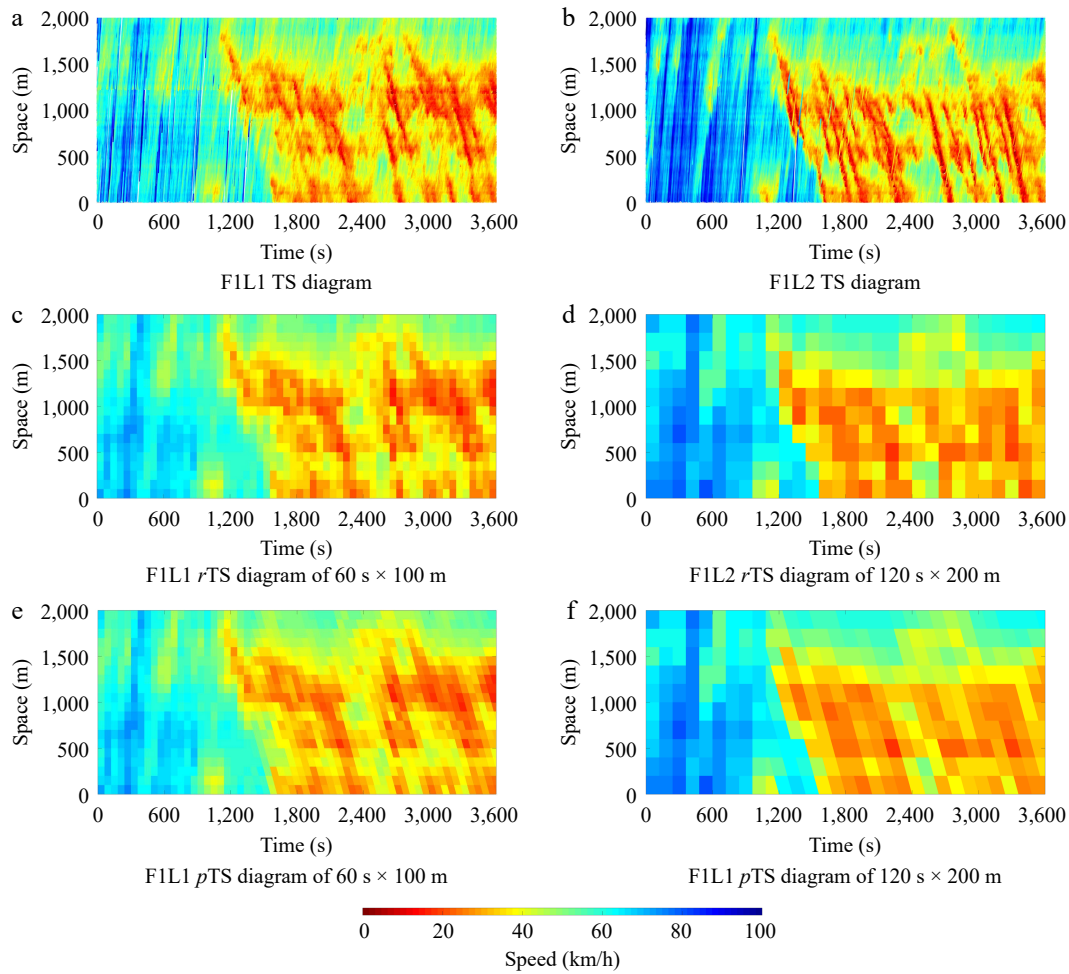 a
b
2,000
1,500
1,000
500
0
Space (m)
0 600 1,200 1,800 2,400 3,000 3,600
Time (s)
F1L1 TS diagram
2,000
1,500
1,000
500
0
Space (m)
0 600 1,200 1,800 2,400 3,000 3,600
Time (s)
F1L2 TS diagram
c
d
2,000
1,500
1,000
500
0
Space (m)
0 600 1,200 1,800 2,400 3,000 3,600
Time (s)
F1L1 rTS diagram of 60 s × 100 m
2,000
1,500
1,000
500
0
Space (m)
0 600 1,200 1,800 2,400 3,000 3,600
Time (s)
F1L2 rTS diagram of 120 s × 200 m
e
f
2,000
1,500
1,000
500
0
Space (m)
0 600 1,200 1,800 2,400 3,000 3,600
Time (s)
F1L1 pTS diagram of 60 s × 100 m
2,000
1,500
1,000
500
0
Space (m)
0 600 1,200 1,800 2,400 3,000 3,600
Time (s)
F1L1 pTS diagram of 120 s × 200 m
0 20 40 60 80 100
Speed (km/h)